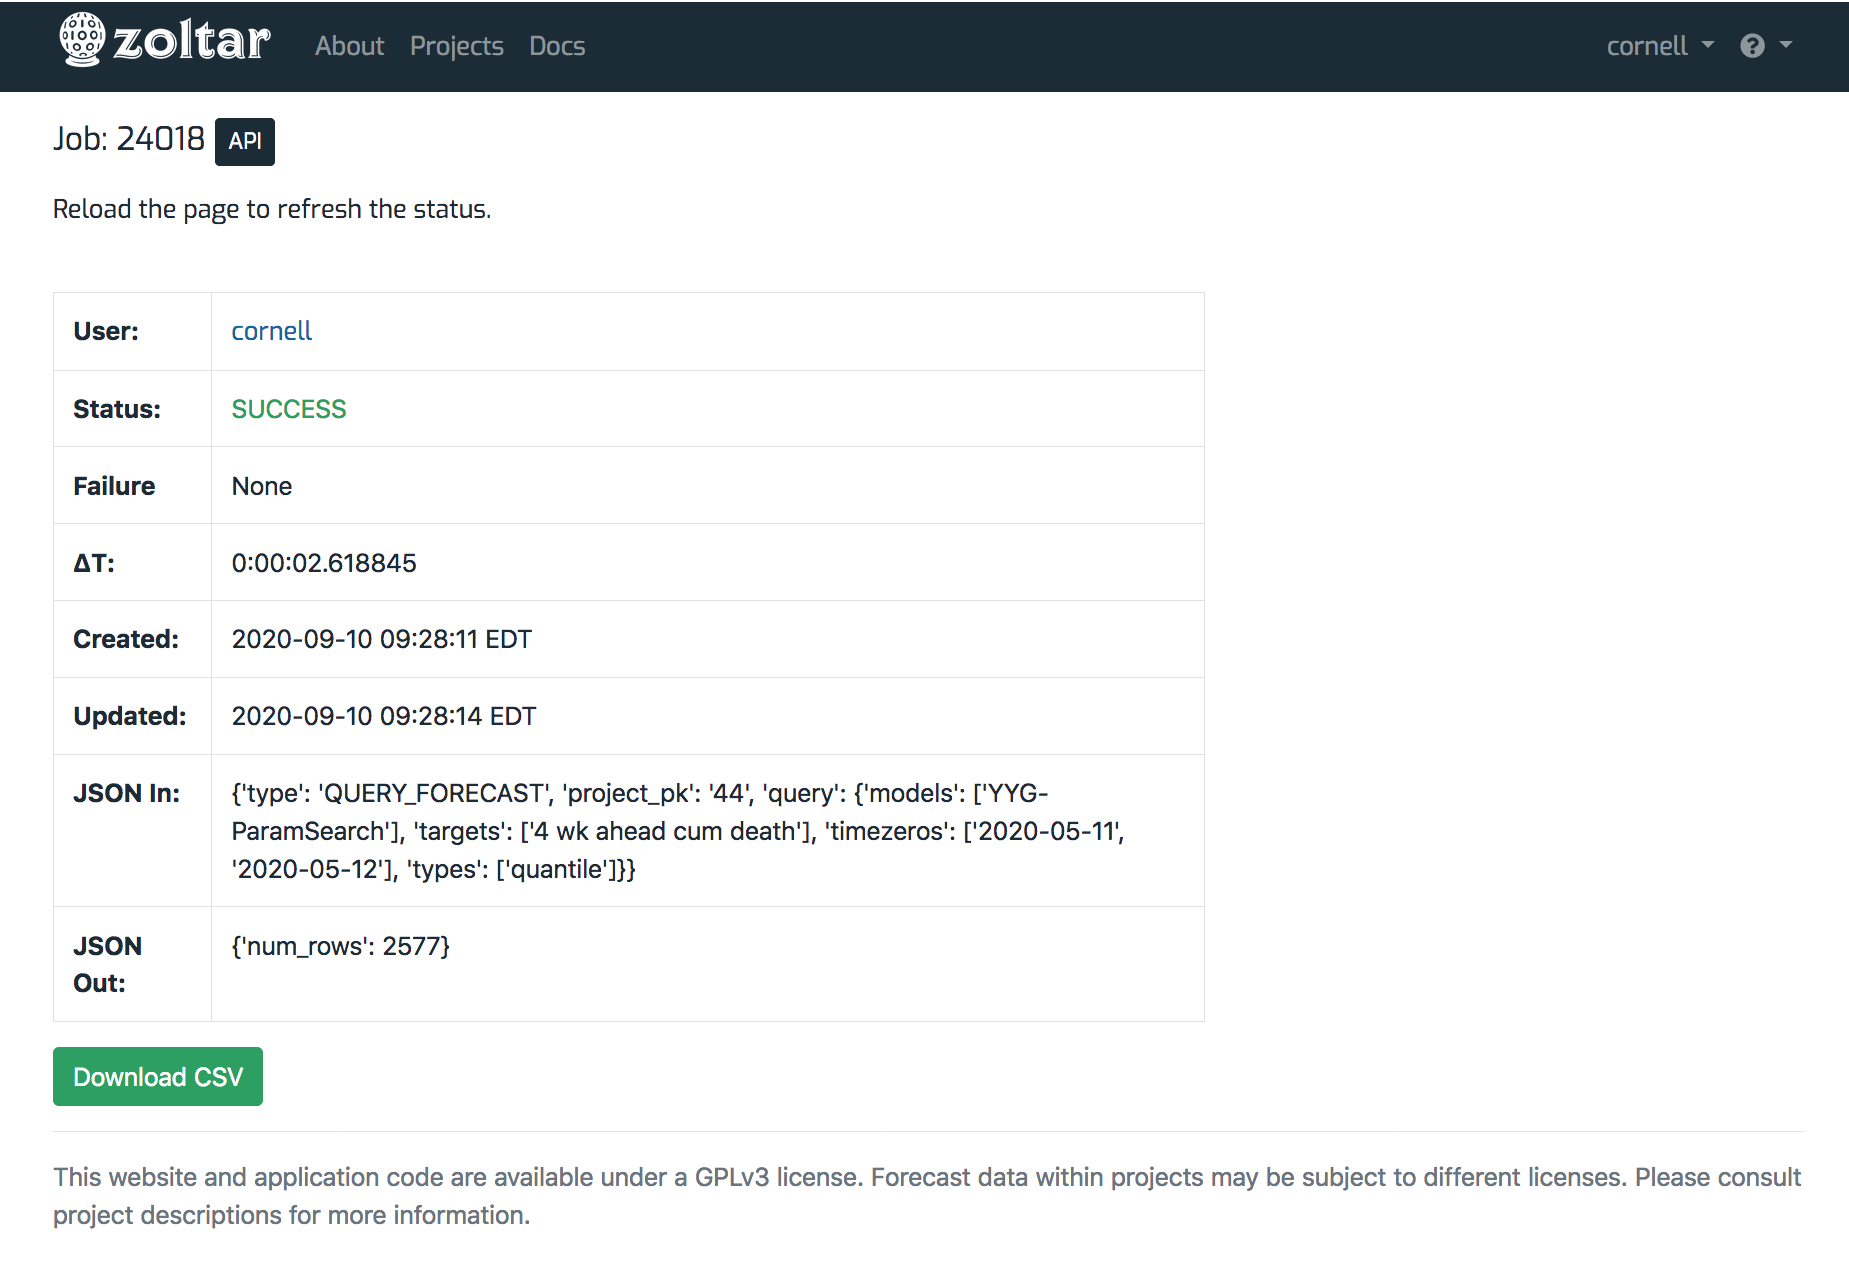 zoltar About Projects Docs cornell
Job: 24018 API
Reload the page to refresh the status.
User: cornell
Status: SUCCESS
Failure None
ΔT: 0:00:02.618845
Created: 2020-09-10 09:28:11 EDT
Updated: 2020-09-10 09:28:14 EDT
JSON In: {'type': 'QUERY_FORECAST', 'project_pk': '44', 'query': {'models': ['YYG-
ParamSearch'], 'targets': ['4 wk ahead cum death'], 'timezeros': ['2020-05-11',
'2020-05-12'], 'types': ['quantile']}}
JSON {'num_rows': 2577}
Out:
Download CSV
This website and application code are available under a GPLv3 license. Forecast data within projects may be subject to different licenses. Please consult
project descriptions for more information.